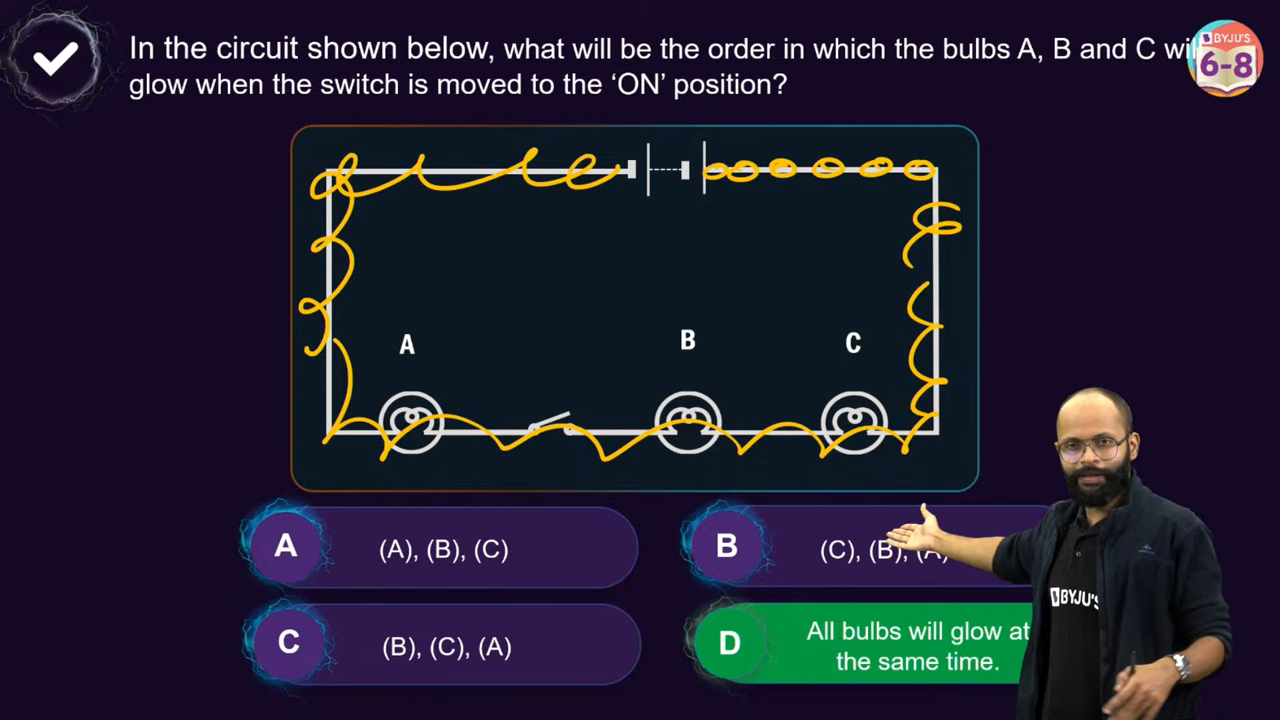 In the circuit shown below, what will be the order in which the bulbs A, B and C
glow when the switch is moved to the ‘ON’ position?
BYJU'S
6-8
A
B
C
A
(A), (B), (C)
B
(C), (B), (A)
C
(B), (C), (A)
D
All bulbs will glow at
the same time.
BYJU'S